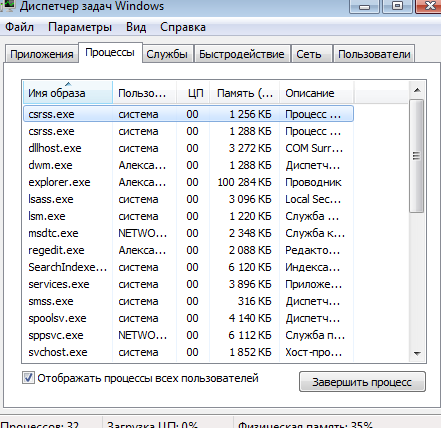 Диспетчер задач Windows
Файл Параметры Вид Справка
Приложения Процессы Службы Быстродействие Сеть Пользователи
Имя образа Пользо... ЦП Память (... Описание
csrss.exe система 00 1 256 КБ Процесс ...
csrss.exe система 00 1 288 КБ Процесс ...
dllhost.exe система 00 3 272 КБ COM Surr...
dwm.exe Алекса... 00 1 288 КБ Диспетч...
explorer.exe Алекса... 00 100 284 КБ Проводник
lsass.exe система 00 3 096 КБ Local Sec...
lsm.exe система 00 1 220 КБ Служба ...
msdtc.exe NETWO... 00 2 348 КБ Служба к...
regedit.exe Алекса... 00 2 088 КБ Редакто...
SearchIndexe... система 00 6 120 КБ Индекса...
services.exe система 00 3 896 КБ Приложе...
smss.exe система 00 316 КБ Диспетч...
spoolsv.exe система 00 4 140 КБ Диспетч...
sppsvc.exe NETWO... 00 6 112 КБ Служба п...
svchost.exe система 00 1 852 КБ Хост-про...
Отображать процессы всех пользователей Завершить процесс
Процессов: 32 Загрузка ЦП: 0% Физическая память: 35%